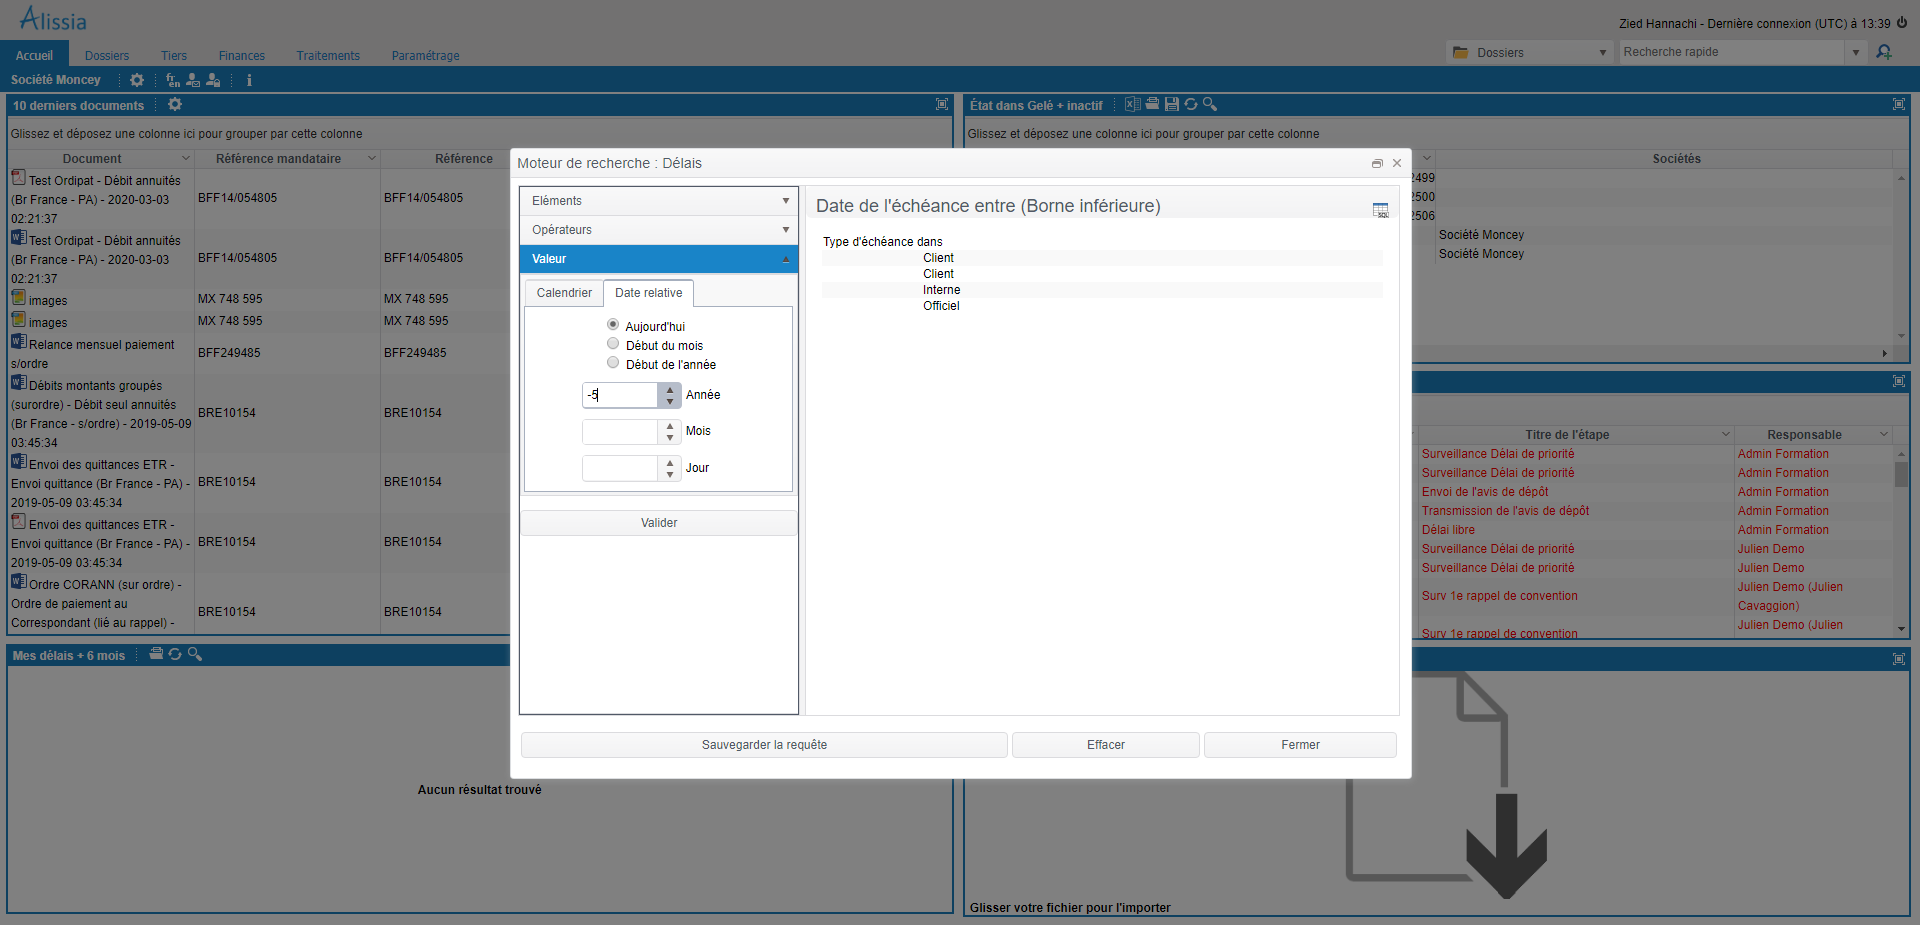 Alissia
Zied Hannachi - Dernière connexion (UTC) à 13:39
Accueil
Dossiers
Tiers
Finances
Traitements
Paramétrage
Dossiers
Recherche rapide
Société Moncey
fr
en
10 derniers documents
Glissez et déposez une colonne ici pour grouper par cette colonne
Document
Référence mandataire
Référence
Test Ordipat - Débit annuités
(Br France - PA) - 2020-03-03
02:21:37
BFF14/054805
BFF14/054805
Test Ordipat - Débit annuités
(Br France - PA) - 2020-03-03
02:21:37
BFF14/054805
BFF14/054805
images
MX 748 595
MX 748 595
images
MX 748 595
MX 748 595
Relance mensuel paiement
s/ordre
BFF249485
BFF249485
Débits montants groupés
(surordre) - Débit seul annuités
(Br France - s/ordre) - 2019-05-09
03:45:34
BRE10154
BRE10154
Envoi des quittances ETR -
Envoi quittance (Br France - PA) -
2019-05-09 03:45:34
BRE10154
BRE10154
Envoi des quittances ETR -
Envoi quittance (Br France - PA) -
2019-05-09 03:45:34
BRE10154
BRE10154
Ordre CORANN (sur ordre) -
Ordre de paiement au
Correspondant (lié au rappel) -
BRE10154
BRE10154
Mes délais + 6 mois
Aucun résultat trouvé
Moteur de recherche : Délais
Eléments
Opérateurs
Valeur
Calendrier
Date relative
Aujourd'hui
Début du mois
Début de l'année
-5
Année
Mois
Jour
Valider
Date de l'échéance entre (Borne inférieure)
SQL
Type d'échéance dans
Client
Client
Interne
Officiel
Sauvegarder la requête
Effacer
Fermer
État dans Gelé + inactif
Glissez et déposez une colonne ici pour grouper par cette colonne
Sociétés
2499
2500
2506
Société Moncey
Société Moncey
Titre de l'étape
Responsable
Surveillance Délai de priorité
Admin Formation
Surveillance Délai de priorité
Admin Formation
Envoi de l'avis de dépôt
Admin Formation
Transmission de l'avis de dépôt
Admin Formation
Délai libre
Admin Formation
Surveillance Délai de priorité
Julien Demo
Surveillance Délai de priorité
Julien Demo
Surv 1e rappel de convention
Julien Demo (Julien
Cavaggion)
Surv 1e rappel de convention
Julien Demo (Julien
Glisser votre fichier pour l'importer